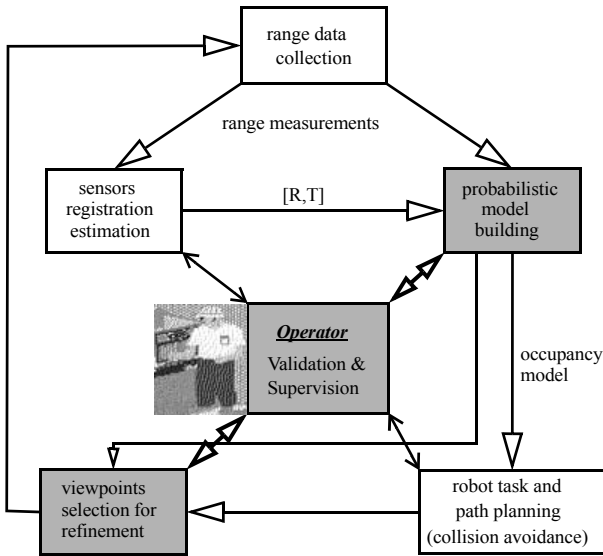 range data
collection
range measurements
sensors
registration
estimation
[R,T]
probabilistic
model
building
Operator
Validation &
Supervision
occupancy
model
viewpoints
selection for
refinement
robot task and
path planning
(collision avoidance)